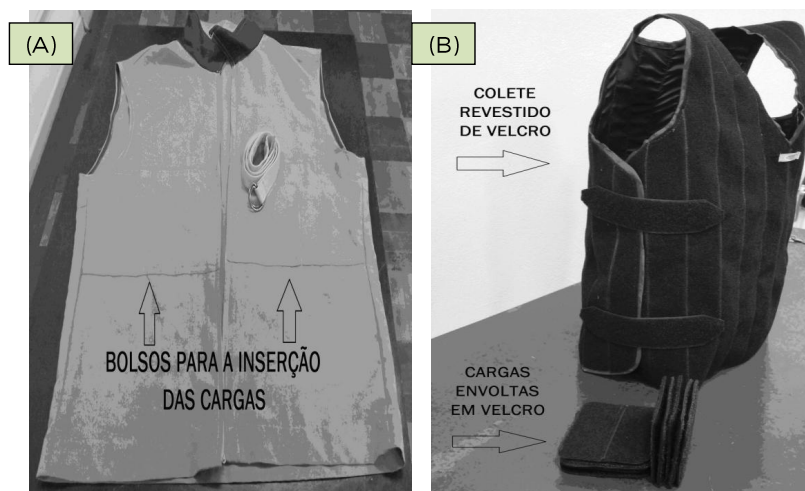 (A)
BOLSOS PARA A INSERÇÃO
DAS CARGAS
(B)
COLETE
REVESTIDO
DE VELCRO
CARGAS
ENVOLTAS
EM VELCRO